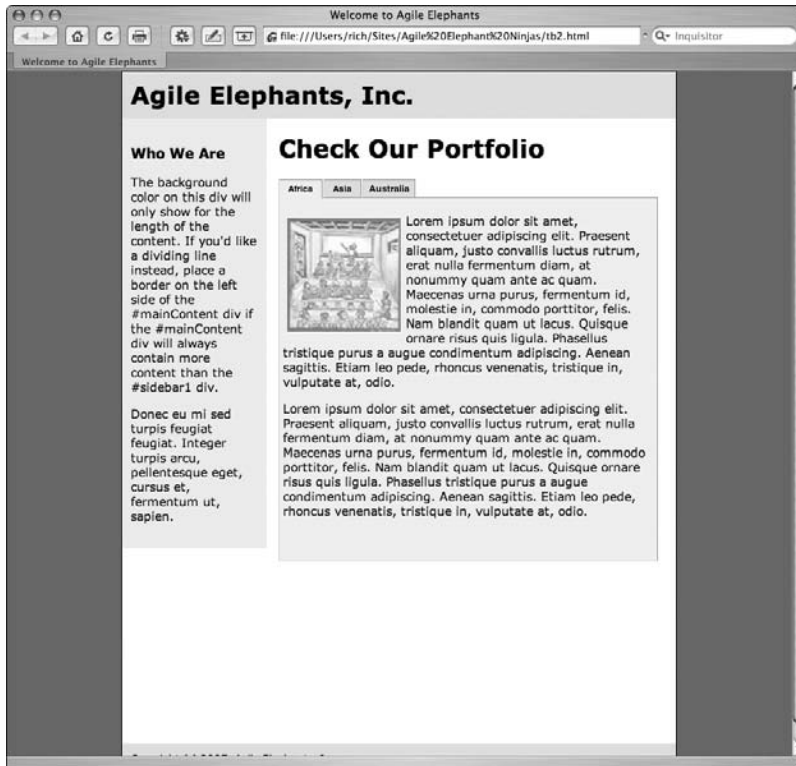 Welcome to Agile Elephants
file:///Users/rich/Sites/Agile%20Elephant%20Ninjas/tb2.html
Inquisitor
Welcome to Agile Elephants
Agile Elephants, Inc.
Who We Are
The background
color on this div will
only show for the
length of the
content. If you'd like
a dividing line
instead, place a
border on the left
side of the
#mainContent div if
the #mainContent
div will always
contain more
content than the
#sidebar1 div.
Donec eu mi sed
turpis feugiat
feugiat. Integer
turpis arcu,
pellentesque eget,
cursus et,
fermentum ut,
sapien.
Check Our Portfolio
Africa Asia Australia
Lorem ipsum dolor sit amet,
consectetuer adipiscing elit. Praesent
aliquam, justo convallis luctus rutrum,
erat nulla fermentum diam, at
nonummy quam ante ac quam.
Maecenas urna purus, fermentum id,
molestie in, commodo porttitor, felis.
Nam blandit quam ut lacus. Quisque
ornare risus quis ligula. Phasellus
tristique purus a augue condimentum adipiscing. Aenean
sagittis. Etiam leo pede, rhoncus venenatis, tristique in,
vulputate at, odio.
Lorem ipsum dolor sit amet, consectetuer adipiscing elit.
Praesent aliquam, justo convallis luctus rutrum, erat nulla
fermentum diam, at nonummy quam ante ac quam.
Maecenas urna purus, fermentum id, molestie in, commodo
porttitor, felis. Nam blandit quam ut lacus. Quisque ornare
risus quis ligula. Phasellus tristique purus a augue
condimentum adipiscing. Aenean sagittis. Etiam leo pede,
rhoncus venenatis, tristique in, vulputate at, odio.